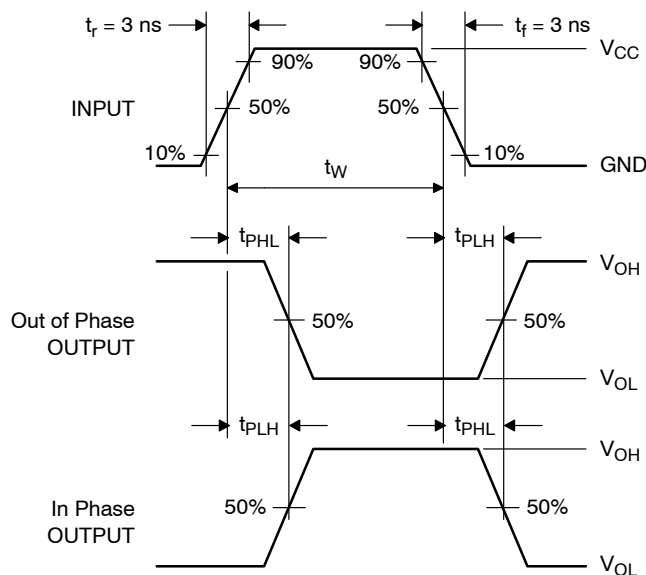 t_r = 3 ns
t_f = 3 ns
V_CC
90%
90%
INPUT
50%
50%
10%
10%
GND
t_W
t_PHL
t_PLH
V_OH
Out of Phase
OUTPUT
50%
50%
V_OL
t_PLH
t_PHL
V_OH
In Phase
OUTPUT
50%
50%
V_OL